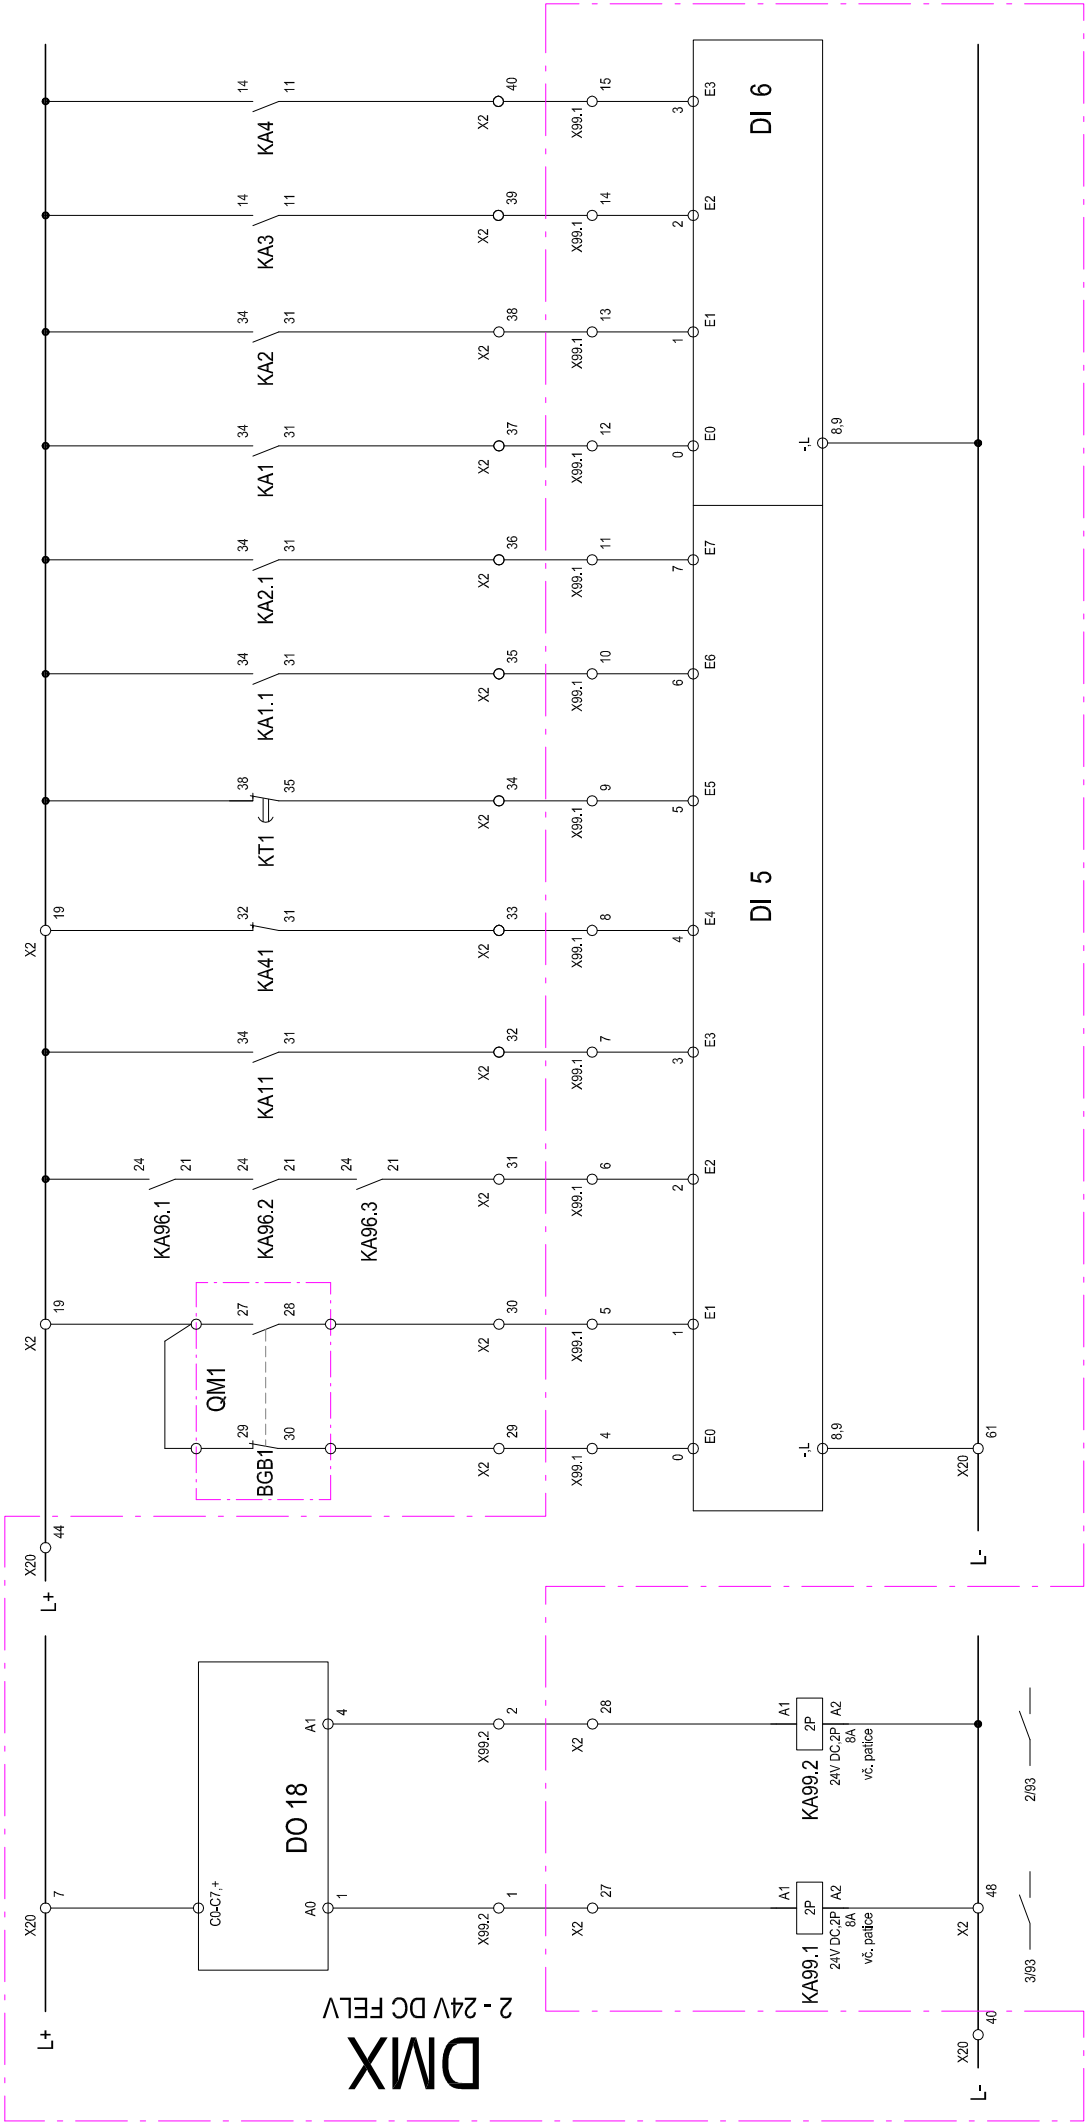 DMX
2 - 24V DC FELV
L+
X20
7
C0-C7,+
DO 18
A0
1
A1
4
X99.2
1
X99.2
2
X2
27
X2
28
KA99.1
A1
2P
A2
24V DC,2P
8A
vč. patice
KA99.2
A1
2P
A2
24V DC,2P
8A
vč. patice
L-
X20
40
X2
48
3/93
2/93
L+
X20
44
X2
19
X2
19
QM1
BGB1
29
30
27
28
KA96.1
24
21
KA96.2
24
21
KA96.3
24
21
KA11
34
31
KA41
32
31
KT1
38
35
KA1.1
34
31
KA2.1
34
31
KA1
34
31
KA2
34
31
KA3
14
11
KA4
14
11
X2
29
X2
30
X2
31
X2
32
X2
33
X2
34
X2
35
X2
36
X2
37
X2
38
X2
39
X2
40
X99.1
4
X99.1
5
X99.1
6
X99.1
7
X99.1
8
X99.1
9
X99.1
10
X99.1
11
X99.1
12
X99.1
13
X99.1
14
X99.1
15
0
E0
1
E1
2
E2
3
E3
4
E4
5
E5
6
E6
7
E7
0
E0
1
E1
2
E2
3
E3
DI 5
DI 6
-,L
8,9
-,L
8,9
L-
X20
61